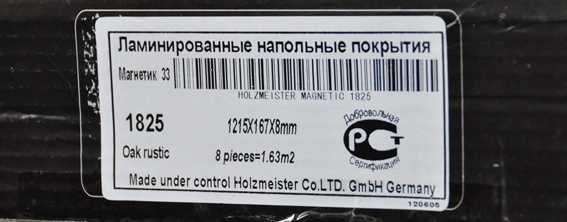 Ламинированные напольные покрытия
Магнетик 33
HOLZMEISTER MAGNETIC 1825
1825
1215X167X8mm
Oak rustic
8 pieces=1.63m2
Добровольная
РСТ
Сертификация
Made under control Holzmeister Co.LTD. GmbH Germany
120605